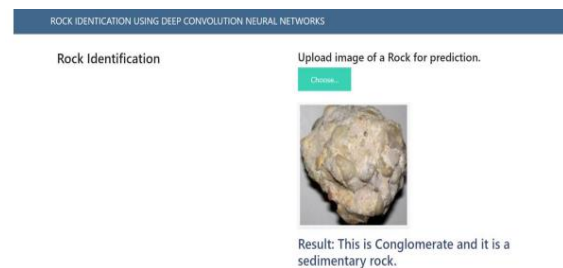 ROCK IDENTICATION USING DEEP CONVOLUTION NEURAL NETWORKS
Rock Identification
Upload image of a Rock for prediction.
Choose...
Result: This is Conglomerate and it is a
sedimentary rock.